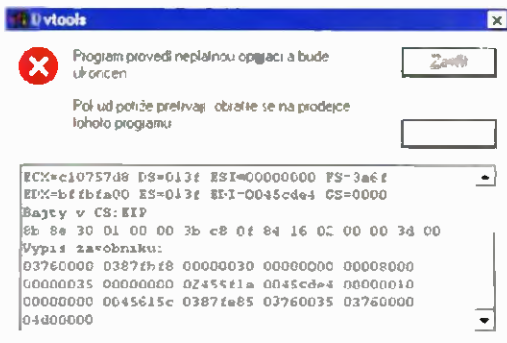 Dvtools
Program provedl neplatnou operaci a bude
ukončen
Pokud potíže přetrvají obraťte se na prodejce
tohoto programu
Zavřít
ECX=c10757d8 DS=013f ESI=00000000 FS=3a6f
EDX=bffbfa00 ES=013f EDI=0045cde4 GS=0000
Bajty v CS:EIP
8b 8e 30 01 00 00 3b c8 0f 84 16 02 00 00 3d 00
Výpis zásobníku:
03760000 0387fbf8 00000030 00000000 00008000
00000035 00000000 02455f1a 0045cde4 00000010
00000000 0045615c 0387fe85 03760035 03760000
04d00000